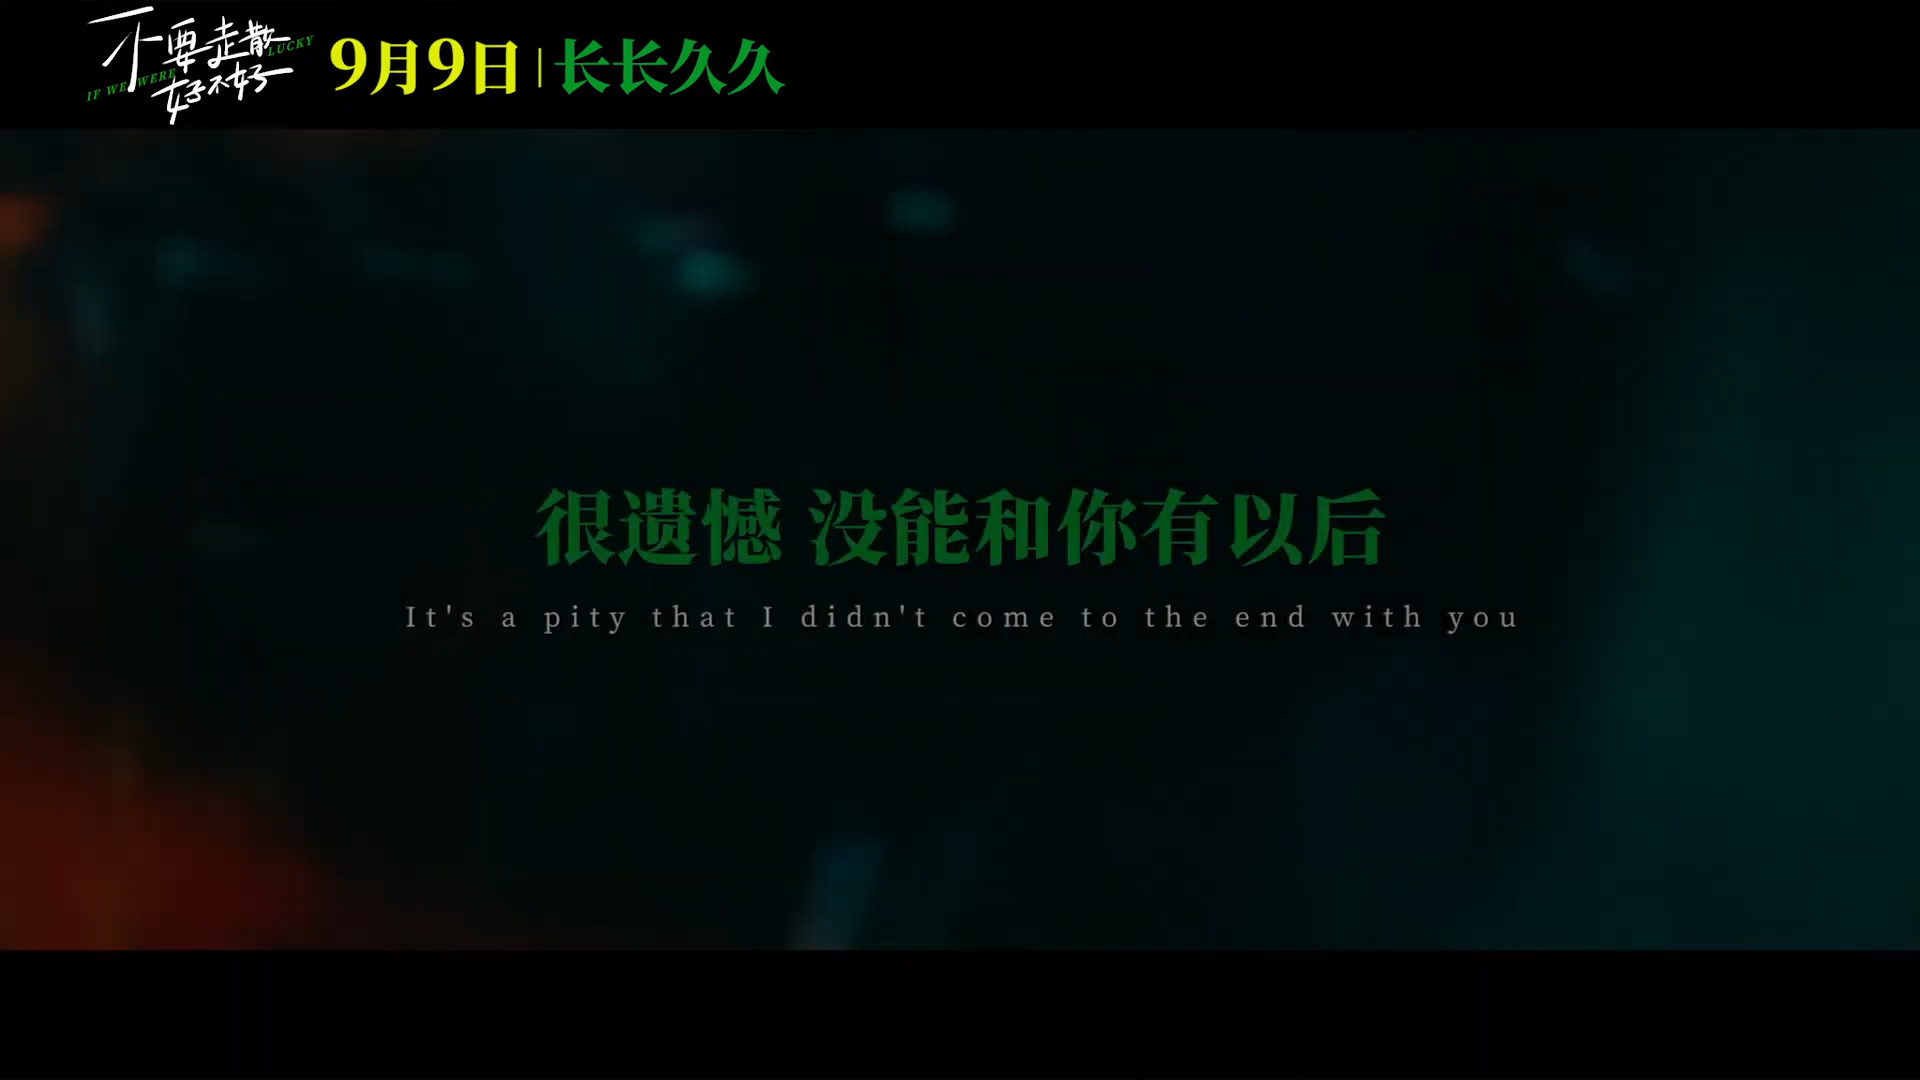 不要走散
好不好
IF WE WERE LUCKY
9月9日|长长久久
很遗憾 没能和你有以后
It's a pity that I didn't come to the end with you